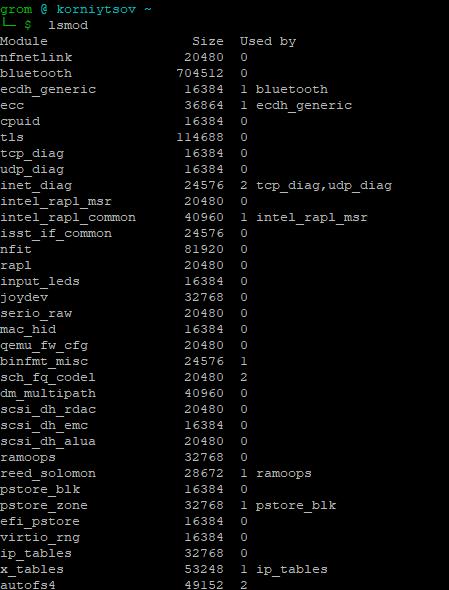 grom @ korniytsov ~
└─ $  lsmod
Module                  Size  Used by
nfnetlink              20480  0
bluetooth             704512  0
ecdh_generic           16384  1 bluetooth
ecc                    36864  1 ecdh_generic
cpuid                  16384  0
tls                   114688  0
tcp_diag               16384  0
udp_diag               16384  0
inet_diag              24576  2 tcp_diag,udp_diag
intel_rapl_msr         20480  0
intel_rapl_common      40960  1 intel_rapl_msr
isst_if_common         24576  0
nfit                   81920  0
rapl                   20480  0
input_leds             16384  0
joydev                 32768  0
serio_raw              20480  0
mac_hid                16384  0
qemu_fw_cfg            20480  0
binfmt_misc            24576  1
sch_fq_codel           20480  2
dm_multipath           40960  0
scsi_dh_rdac           20480  0
scsi_dh_emc            16384  0
scsi_dh_alua           20480  0
ramoops                32768  0
reed_solomon           28672  1 ramoops
pstore_blk             16384  0
pstore_zone            32768  1 pstore_blk
efi_pstore             16384  0
virtio_rng             16384  0
ip_tables              32768  0
x_tables               53248  1 ip_tables
autofs4                49152  2